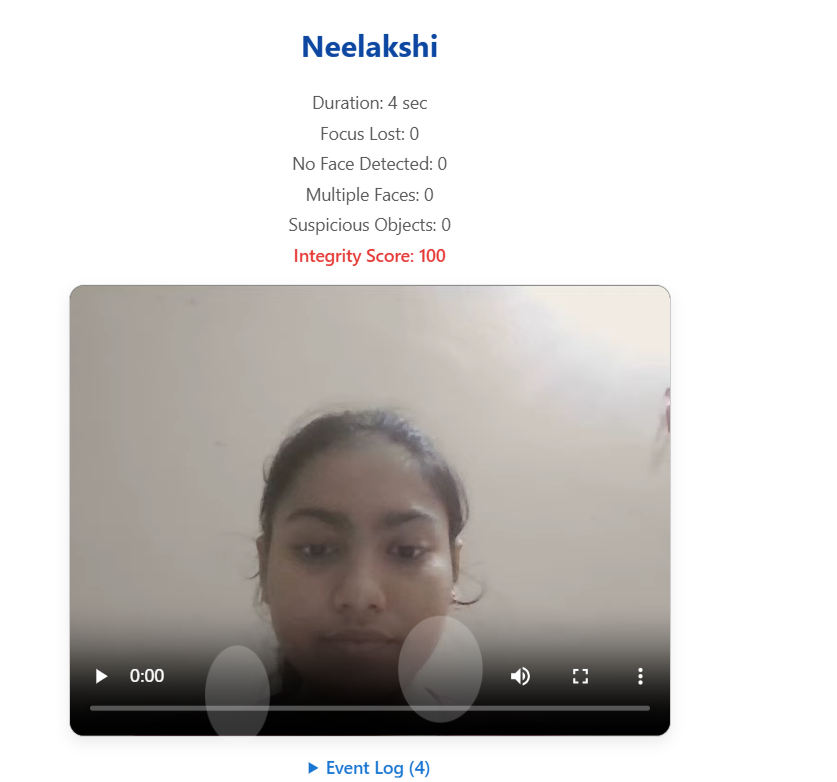 Neelakshi
Duration: 4 sec
Focus Lost: 0
No Face Detected: 0
Multiple Faces: 0
Suspicious Objects: 0
Integrity Score: 100
0:00
Event Log (4)